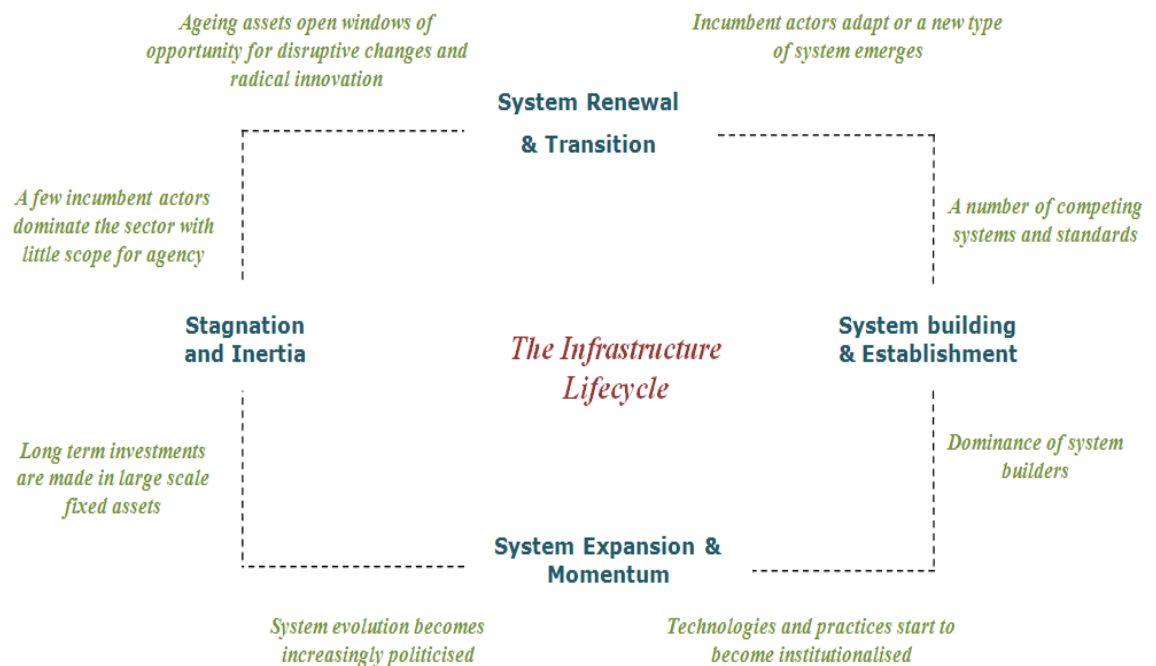 Ageing assets open windows of
opportunity for disruptive changes and
radical innovation
Incumbent actors adapt or a new type
of system emerges
System Renewal
& Transition
A few incumbent actors
dominate the sector with
little scope for agency
A number of competing
systems and standards
Stagnation
and Inertia
The Infrastructure
Lifecycle
System building
& Establishment
Long term investments
are made in large scale
fixed assets
Dominance of system
builders
System Expansion &
Momentum
System evolution becomes
increasingly politicised
Technologies and practices start to
become institutionalised